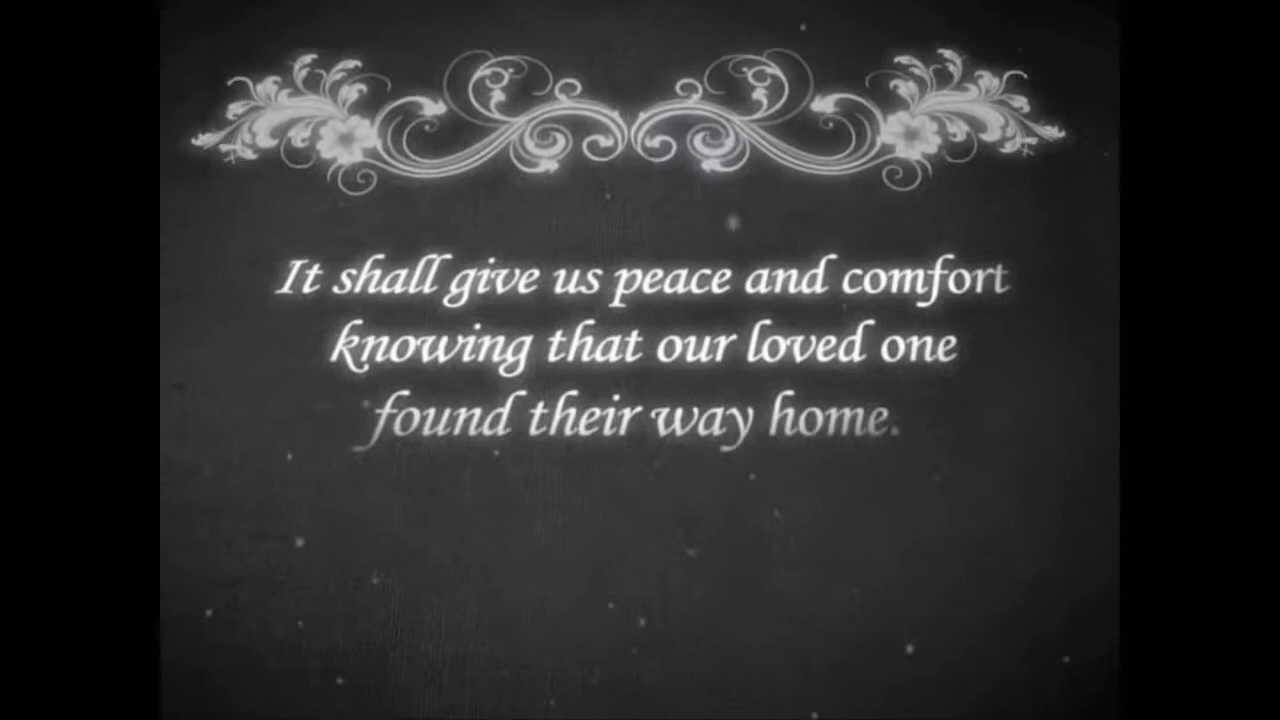 It shall give us peace and comfort
knowing that our loved one
found their way home.